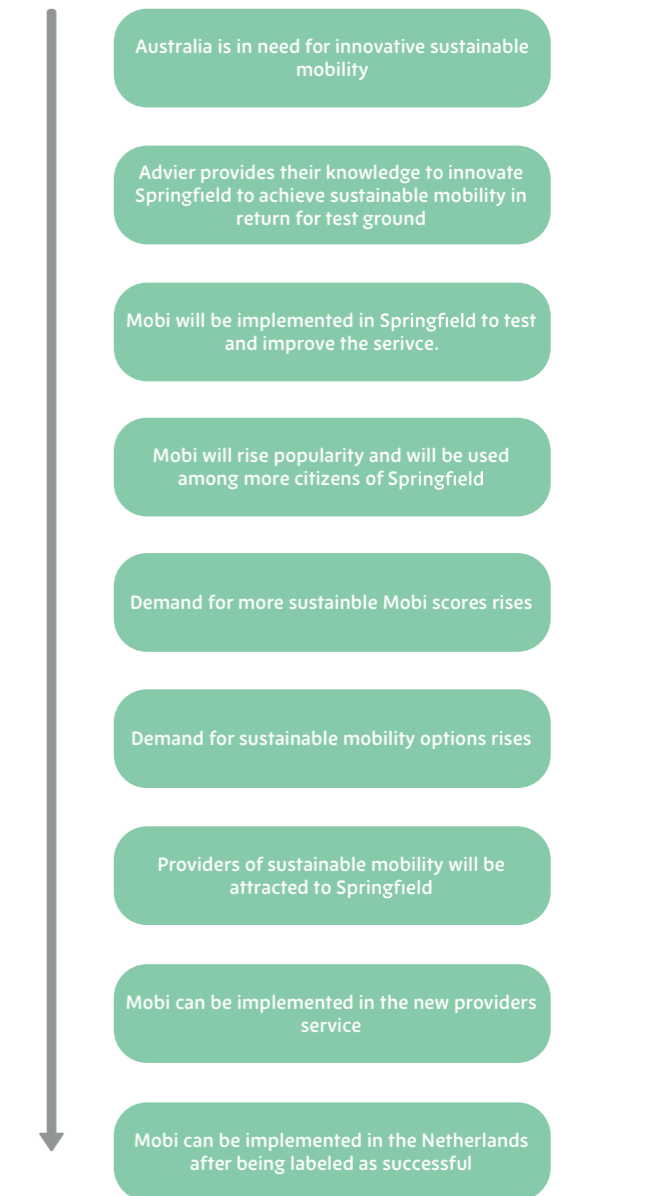 Australia is in need for innovative sustainable
mobility
Advier provides their knowledge to innovate
Springfield to achieve sustainable mobility in
return for test ground
Mobi will be implemented in Springfield to test
and improve the serivce.
Mobi will rise popularity and will be used
among more citizens of Springfield
Demand for more sustainble Mobi scores rises
Demand for sustainable mobility options rises
Providers of sustainable mobility will be
attracted to Springfield
Mobi can be implemented in the new providers
service
Mobi can be implemented in the Netherlands
after being labeled as successful